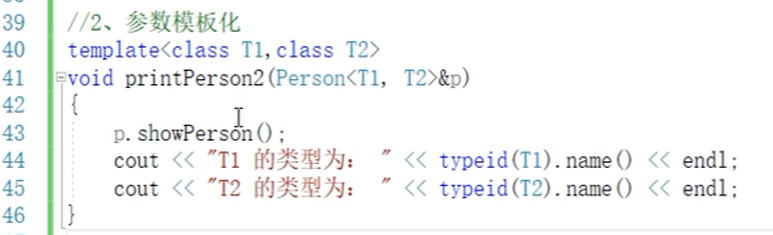 39 //2、参数模板化
40 template<class T1,class T2>
41 void printPerson2(Person<T1, T2>&p)
42 {
43 p.showPerson();
44 cout << "T1 的类型为： " << typeid(T1).name() << endl;
45 cout << "T2 的类型为： " << typeid(T2).name() << endl;
46 }